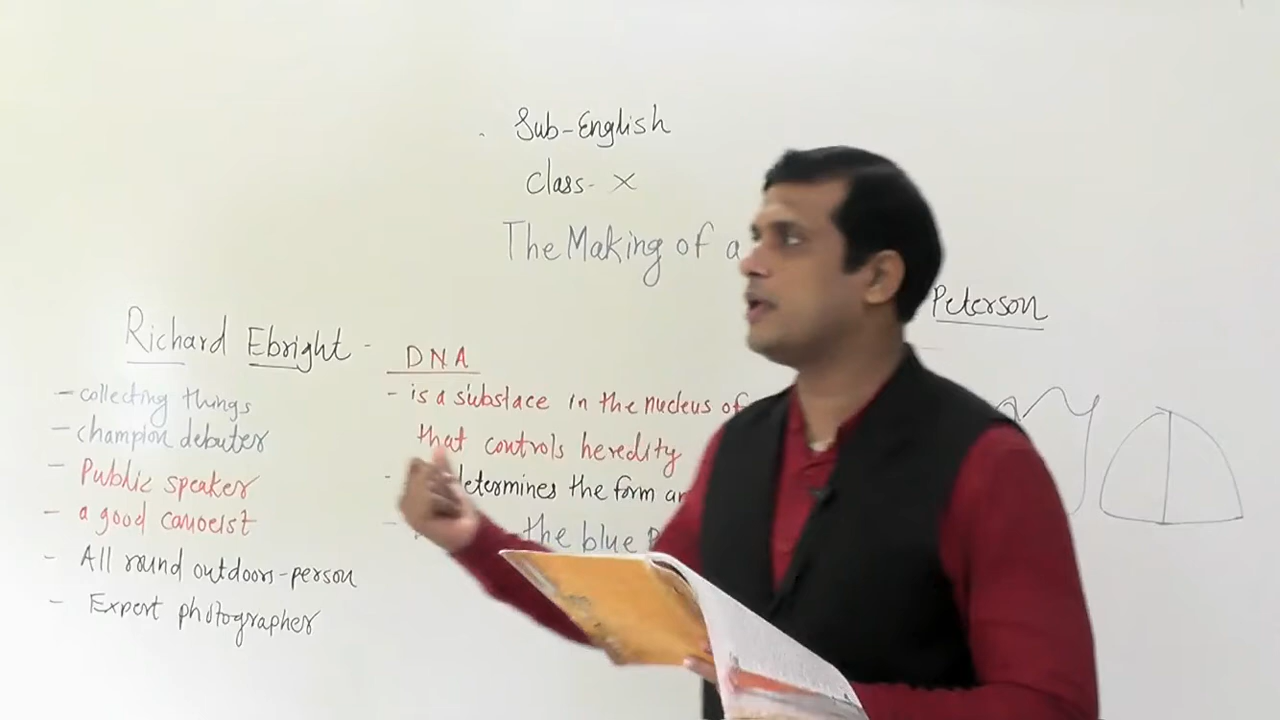 Sub-English
Class- X
The Making of a
Peterson
Richard Ebright -
- collecting things
- champion debuter
- Public speaker
- a good canoeist
- All round outdoors-person
- Expert photographer
DNA
- is a substace in the nucleus of
that controls heredity
- determines the form an
- the blue P